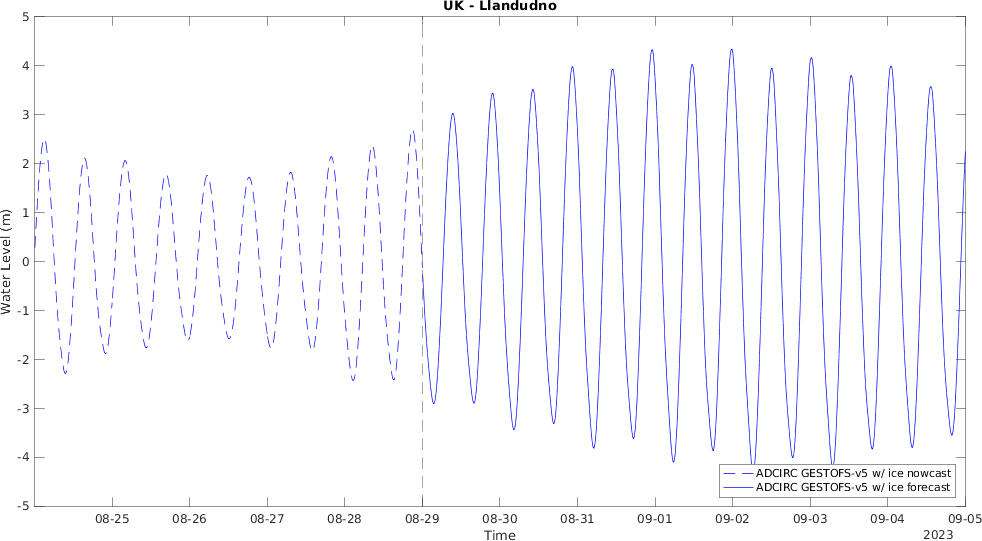 UK - Llandudno
Water Level (m)
5
4
3
2
1
0
-1
-2
-3
-4
-5
ADCIRC GESTOFS-v5 w/ ice nowcast
ADCIRC GESTOFS-v5 w/ ice forecast
08-25 08-26 08-27 08-28 08-29 08-30 08-31 09-01 09-02 09-03 09-04 09-05
Time
2023